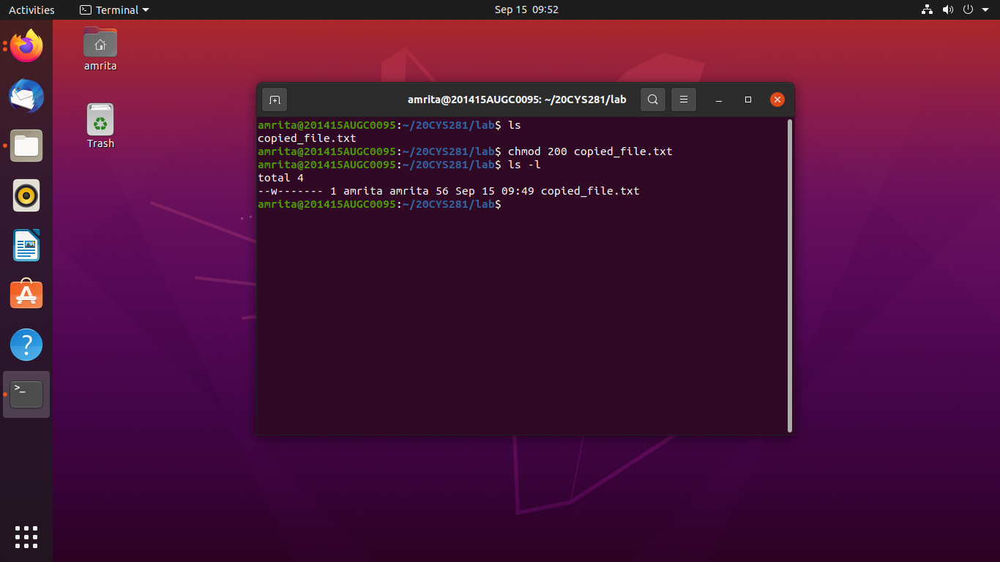 Activities
Terminal
Sep 15 09:52
amrita
Trash
amrita@201415AUGC0095: ~/20CYS281/lab
amrita@201415AUGC0095:~/20CYS281/lab$ ls
copied_file.txt
amrita@201415AUGC0095:~/20CYS281/lab$ chmod 200 copied_file.txt
amrita@201415AUGC0095:~/20CYS281/lab$ ls -l
total 4
--w------- 1 amrita amrita 56 Sep 15 09:49 copied_file.txt
amrita@201415AUGC0095:~/20CYS281/lab$